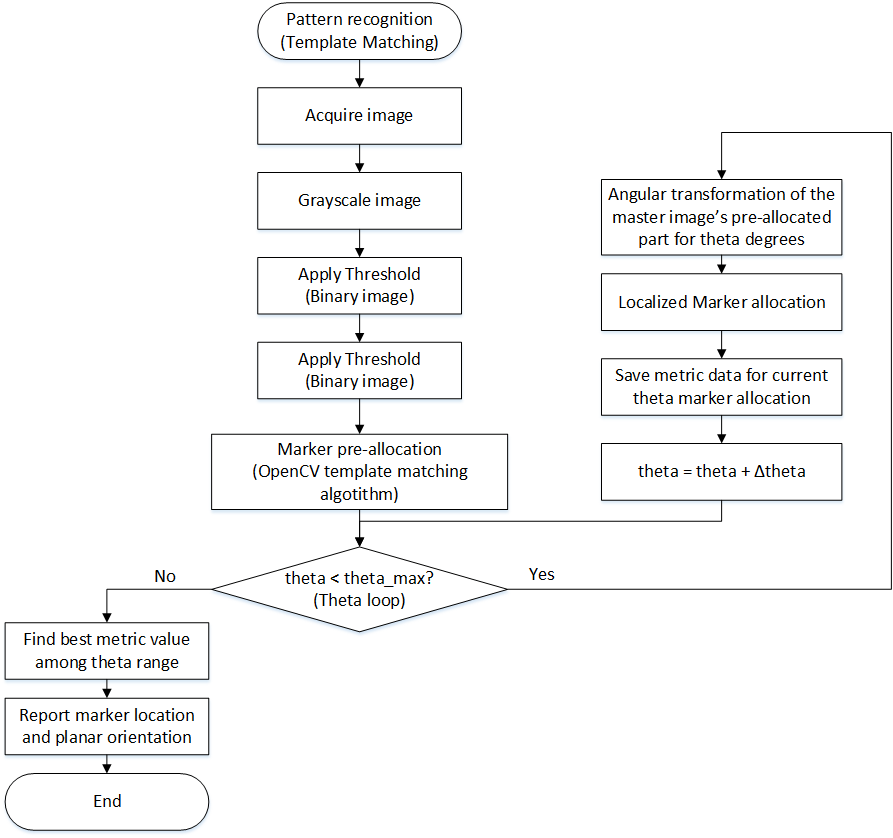 Pattern recognition
(Template Matching)
Acquire image
Grayscale image
Apply Threshold
(Binary image)
Apply Threshold
(Binary image)
Marker pre-allocation
(OpenCV template matching
algotithm)
theta < theta_max?
(Theta loop)
Yes
No
Angular transformation of the
master image’s pre-allocated
part for theta degrees
Localized Marker allocation
Save metric data for current
theta marker allocation
theta = theta + Δtheta
Find best metric value
among theta range
Report marker location
and planar orientation
End